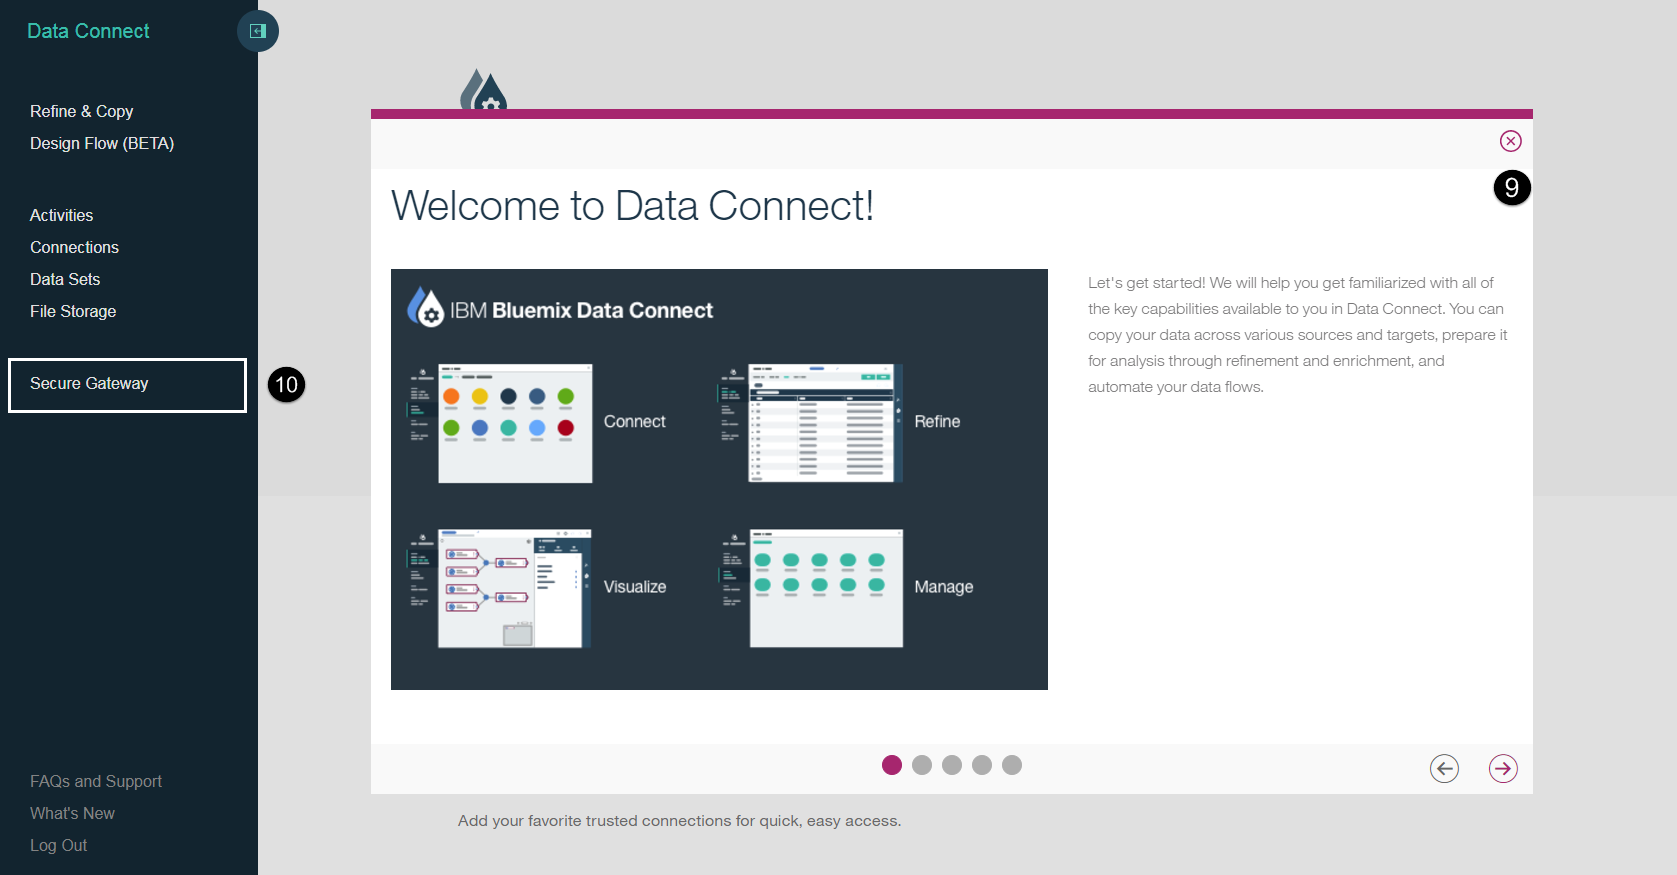 Data Connect
Refine & Copy
Design Flow (BETA)
Activities
Connections
Data Sets
File Storage
Secure Gateway
10
FAQs and Support
What's New
Log Out
9
Welcome to Data Connect!
IBM Bluemix Data Connect
Connect
Refine
Visualize
Manage
Let's get started! We will help you get familiarized with all of
the key capabilities available to you in Data Connect. You can
copy your data across various sources and targets, prepare it
for analysis through refinement and enrichment, and
automate your data flows.
Add your favorite trusted connections for quick, easy access.